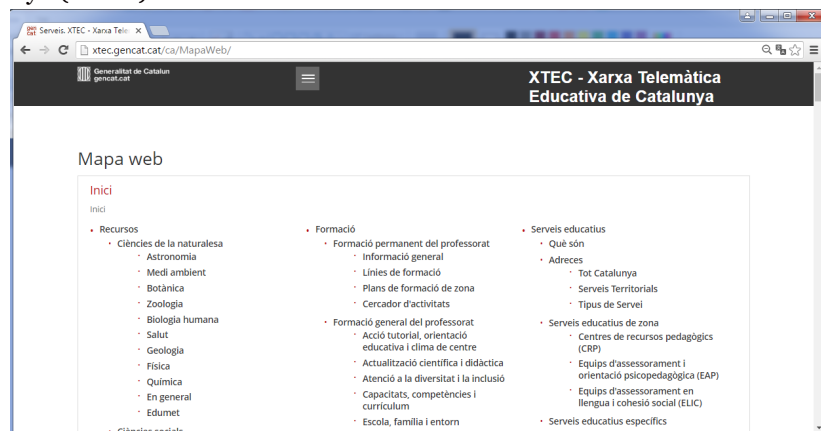 Serveis. XTEC - Xarxa Tele
xtec.gencat.cat/ca/MapaWeb/
Generalitat de Catalun
gencat.cat
XTEC - Xarxa Telemàtica
Educativa de Catalunya
Mapa web
Inici
Inici
Recursos
Ciències de la naturalesa
Astronomia
Medi ambient
Botànica
Zoologia
Biologia humana
Salut
Geologia
Física
Química
En general
Edumet
Formació
Formació permanent del professorat
Informació general
Línies de formació
Plans de formació de zona
Cercador d'activitats
Formació general del professorat
Acció tutorial, orientació
educativa i clima de centre
Actualització científica i didàctica
Atenció a la diversitat i la inclusió
Capacitats, competències i
currículum
Escola, família i entorn
Serveis educatius
Què són
Adreces
Tot Catalunya
Serveis Territorials
Tipus de Servei
Serveis educatius de zona
Centres de recursos pedagògics
(CRP)
Equips d'assessorament i
orientació psicopedagògica (EAP)
Equips d'assessorament en
llengua i cohesió social (ELIC)
Serveis educatius específics